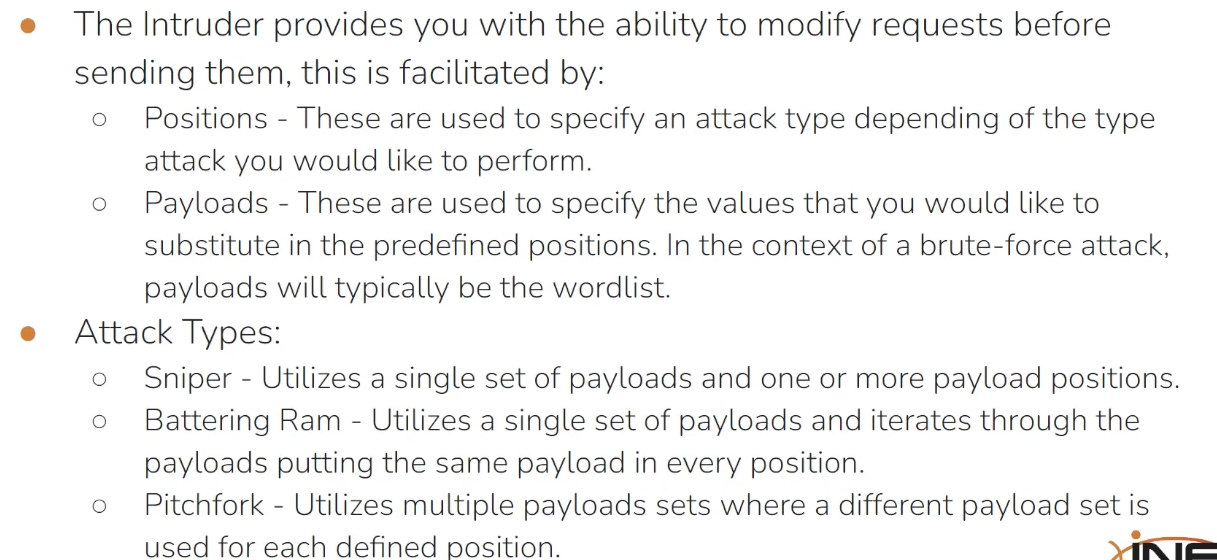 ● The Intruder provides you with the ability to modify requests before
sending them, this is facilitated by:
○ Positions - These are used to specify an attack type depending of the type
attack you would like to perform.
○ Payloads - These are used to specify the values that you would like to
substitute in the predefined positions. In the context of a brute-force attack,
payloads will typically be the wordlist.
● Attack Types:
○ Sniper - Utilizes a single set of payloads and one or more payload positions.
○ Battering Ram - Utilizes a single set of payloads and iterates through the
payloads putting the same payload in every position.
○ Pitchfork - Utilizes multiple payloads sets where a different payload set is
used for each defined position.
INE